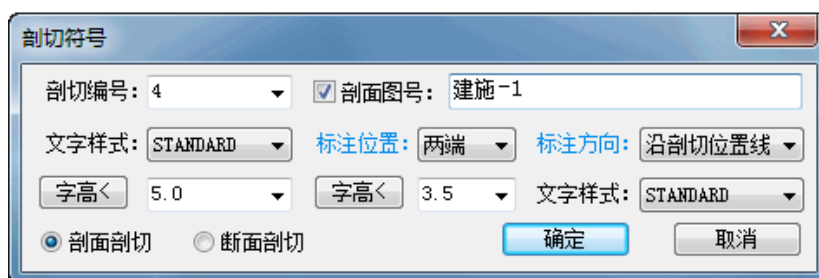 剖切符号
剖切编号: 4 剖面图号: 建施-1
文字样式: STANDARD 标注位置: 两端 标注方向: 沿剖切位置线
字高< 5.0 字高< 3.5 文字样式: STANDARD
剖面剖切 断面剖切 确定 取消